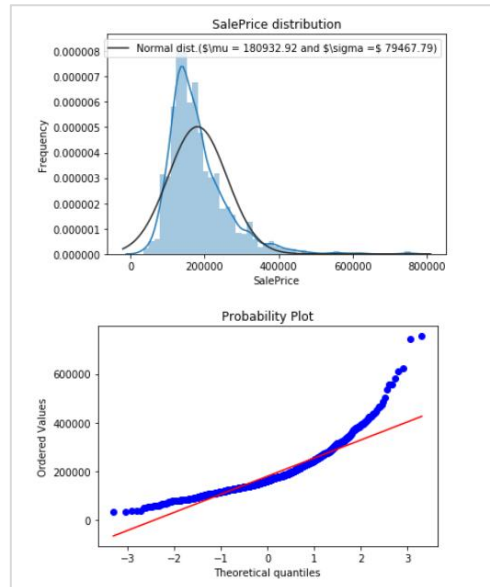 SalePrice distribution
Normal dist.($\mu = 180932.92 and $\sigma =$ 79467.79)
0.000008
0.000007
0.000006
0.000005
0.000004
0.000003
0.000002
0.000001
0.000000
Frequency
0 200000 400000 600000 800000
SalePrice
Probability Plot
600000
400000
200000
0
Ordered Values
−3 −2 −1 0 1 2 3
Theoretical quantiles